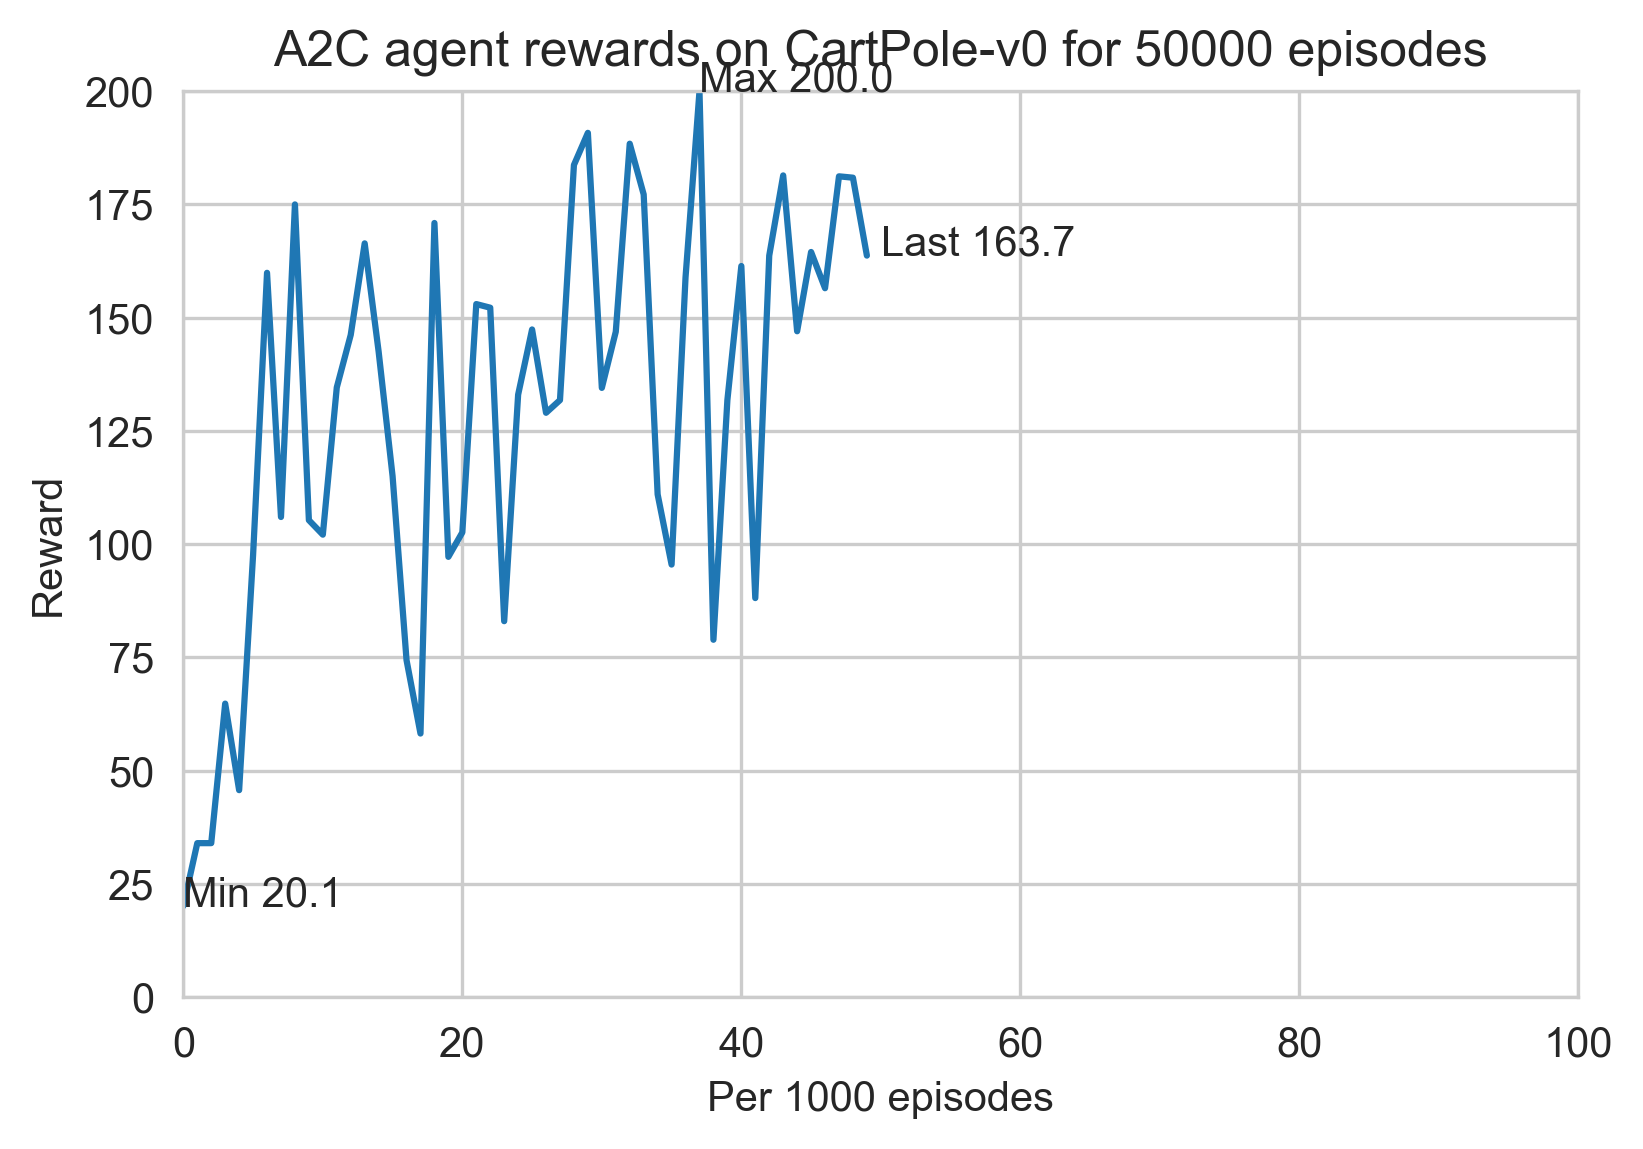 A2C agent rewards on CartPole-v0 for 50000 episodes
Max 200.0
200
175
Last 163.7
150
125
100
Reward
75
50
25
Min 20.1
0
0 20 40 60 80 100
Per 1000 episodes